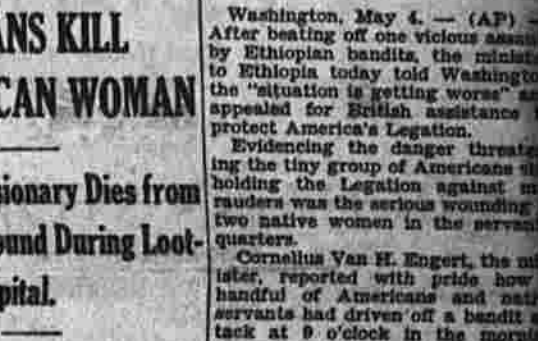 ANS KILL
CAN WOMAN
sionary Dies from
ound During Loot-
pital.
Washington, May 4. — (AP) —
After beating off one vicious
by Ethiopian bandits, the
to Ethiopia today told
the "situation is getting worse"
appealed for British assistance
protect America's Legation.
Evidencing the danger
ing the tiny group of Americans
holding the Legation against
rauders was the serious wounding
two native women in the
quarters.
Cornelius Van H. Engert, the
ister, reported with pride how
handful of Americans and
servants had driven off a bandit
tack at 9 o'clock in the